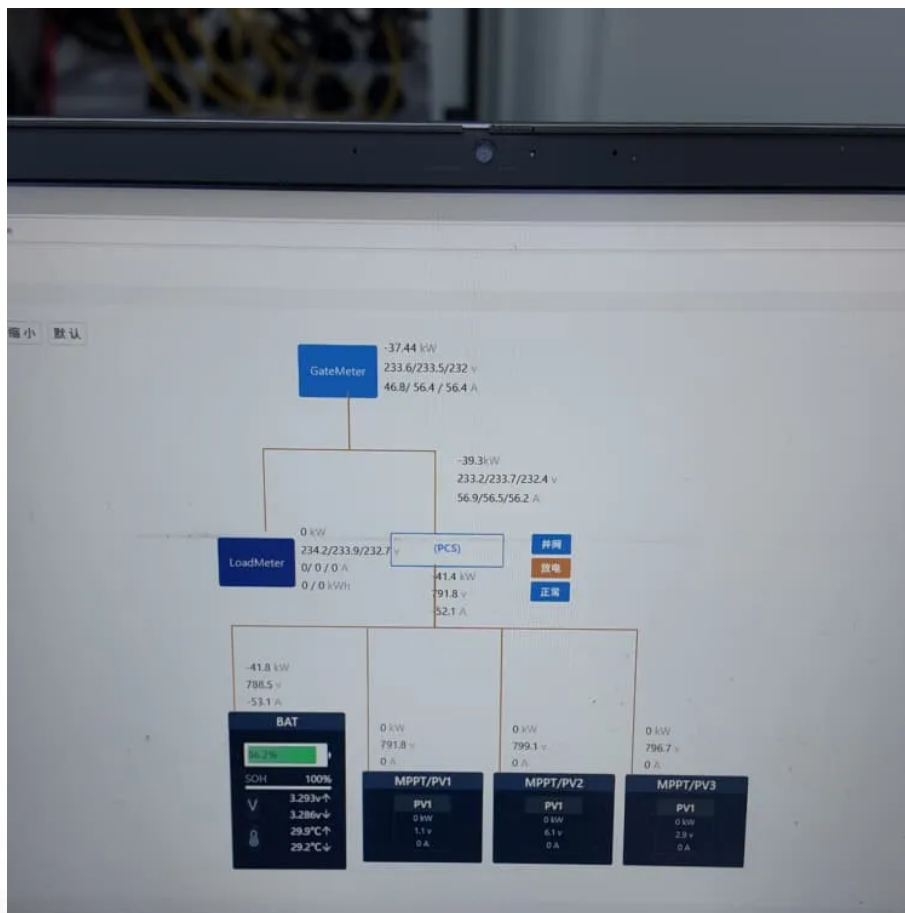 缩小 默认
-37.44 kW
GateMeter
233.6/233.5/232 v
46.8/ 56.4 / 56.4 A
-39.3kW
233.2/233.7/232.4 v
56.9/56.5/56.2 A
0 kW
LoadMeter
234.2/233.9/232.7 v
0/ 0 / 0 A
0 / 0 kWh
(PCS)
并网
放电
正常
-41.4 kW
791.8 v
-52.1 A
-41.8 kW
788.5 v
-53.1 A
BAT
86.2%
SOH 100%
V
3.293v↑
3.286v↓
29.9°C↑
29.2°C↓
0 kW
791.8 v
0 A
MPPT/PV1
PV1
0 kW
1.1 v
0 A
0 kW
799.1 v
0 A
MPPT/PV2
PV1
0 kW
6.1 v
0 A
0 kW
796.7 v
0 A
MPPT/PV3
PV1
0 kW
2.9 v
0 A